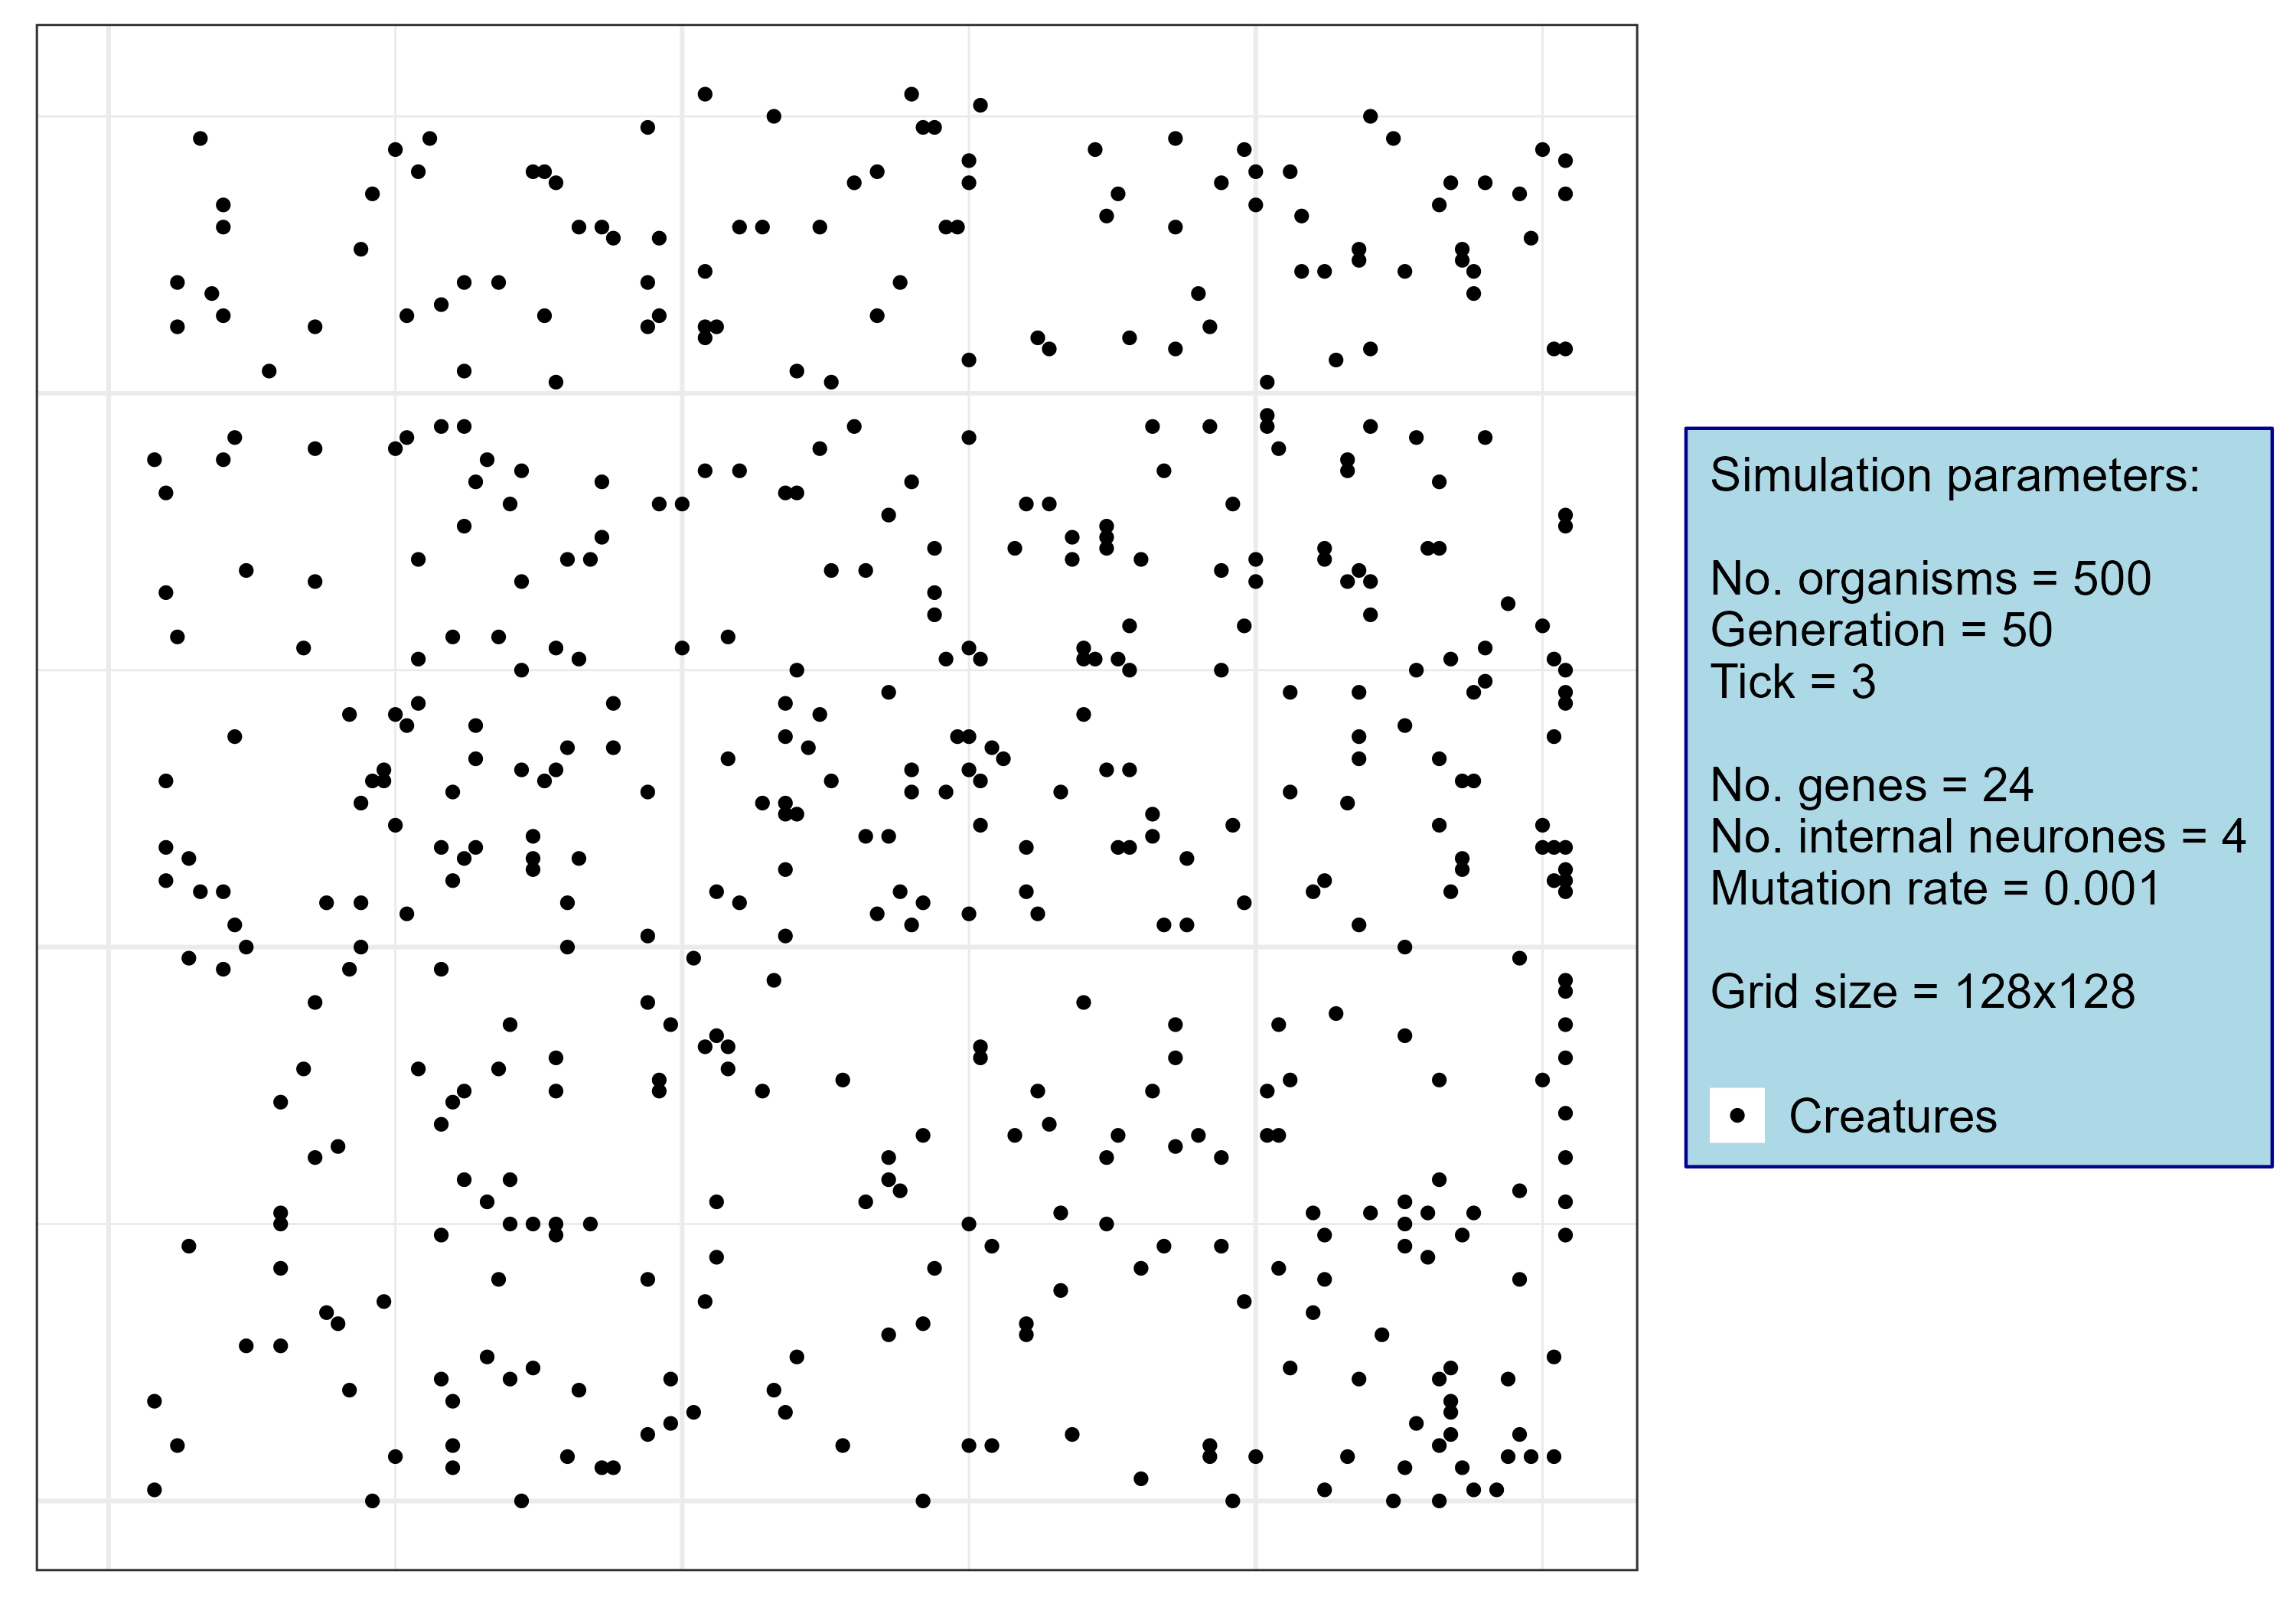 Simulation parameters:
No. organisms = 500
Generation = 50
Tick = 3
No. genes = 24
No. internal neurones = 4
Mutation rate = 0.001
Grid size = 128x128
Creatures